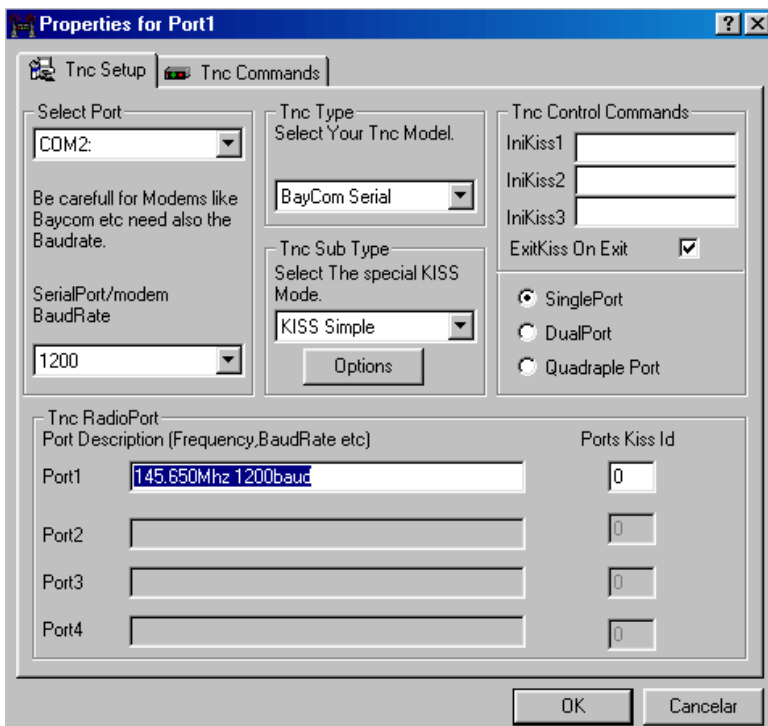 Properties for Port1
Tnc Setup
Tnc Commands
Select Port
COM2:
Be carefull for Modems like
Baycom etc need also the
Baudrate.
SerialPort/modem
BaudRate
1200
Tnc Type
Select Your Tnc Model.
BayCom Serial
Tnc Sub Type
Select The special KISS
Mode.
KISS Simple
Options
Tnc Control Commands
IniKiss1
IniKiss2
IniKiss3
ExitKiss On Exit
SinglePort
DualPort
Quadraple Port
Tnc RadioPort
Port Description (Frequency,BaudRate etc)
Ports Kiss Id
Port1 145.650Mhz 1200baud 0
Port2 0
Port3 0
Port4 0
OK
Cancelar